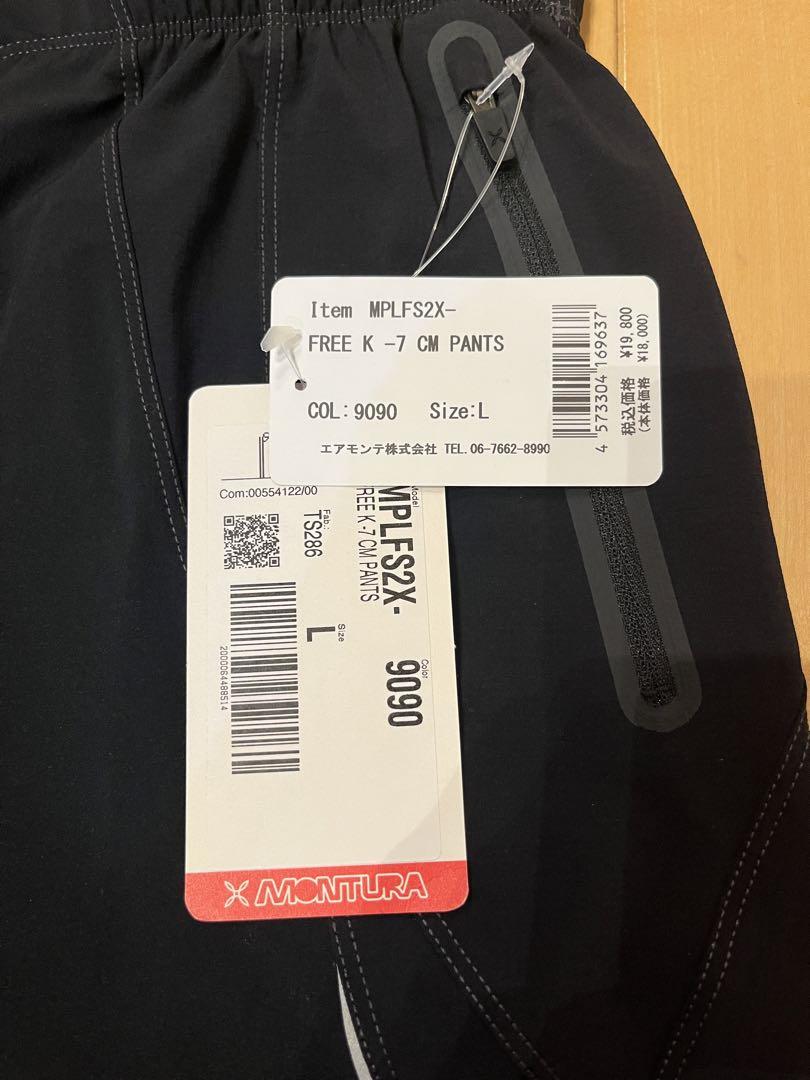 Item MPLFS2X-
FREE K -7 CM PANTS
COL:9090 Size:L
エアモンテ株式会社 TEL.06-7662-8990
4 573304 169637
税込価格 ¥19,800
(本体価格 ¥18,000)
Com:00554122/00
Model
MPLFS2X-
FREE K -7 CM PANTS
Color
9090
Fab.:
TS286
Size
L
2000064488514
MONTURA